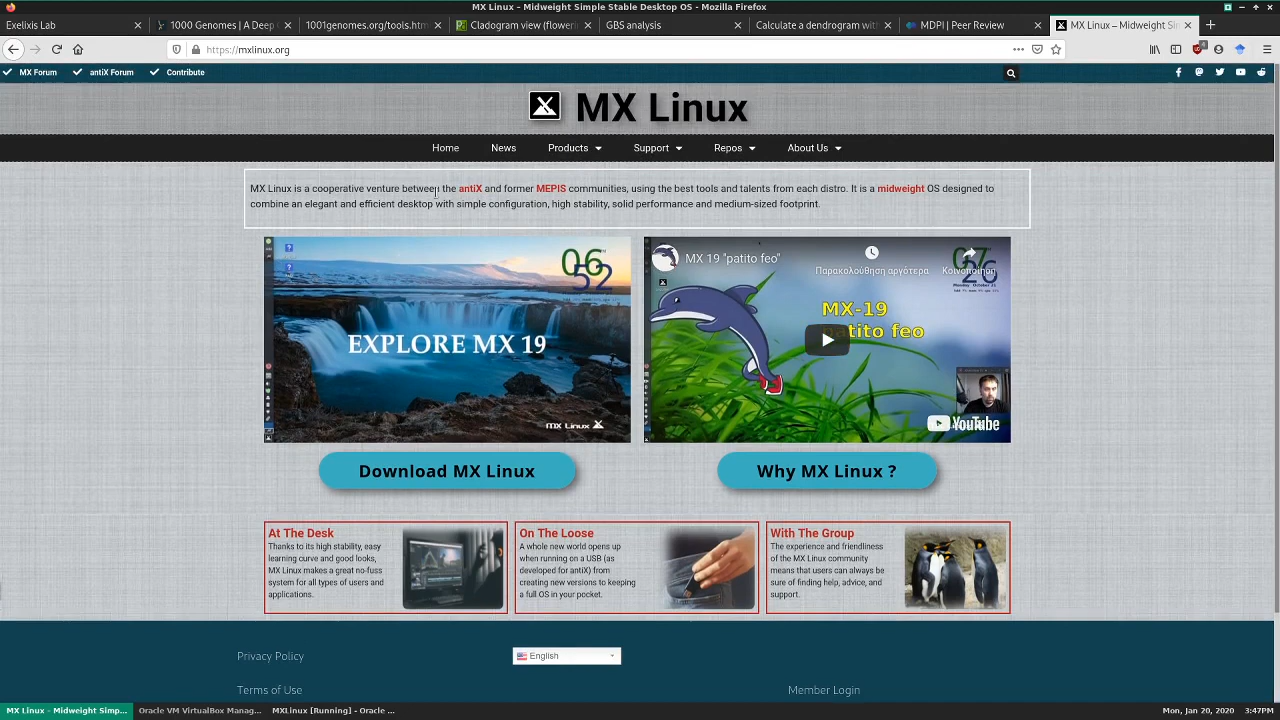 MX Linux – Midweight Simple Stable Desktop OS - Mozilla Firefox
Exelixis Lab
1000 Genomes | A Deep C
1001genomes.org/tools.htm
Cladogram view (flowerin
GBS analysis
Calculate a dendrogram with
MDPI | Peer Review
MX Linux – Midweight Sim
https://mxlinux.org
MX Forum antiX Forum Contribute
MX Linux
Home News Products Support Repos About Us
MX Linux is a cooperative venture between the antiX and former MEPIS communities, using the best tools and talents from each distro. It is a midweight OS designed to
combine an elegant and efficient desktop with simple configuration, high stability, solid performance and medium-sized footprint.
06
52
EXPLORE MX 19
MX LINUX
MX 19 "patito feo"
Παρακολούθηση αργότερα
Κοινοποίηση
07
26
MX-19
patito feo
YouTube
Download MX Linux
Why MX Linux ?
At The Desk
Thanks to its high stability, easy
learning curve and good looks,
MX Linux makes a great no-fuss
system for all types of users and
applications.
On The Loose
A whole new world opens up
when running on a USB (as
developed for antiX) from
creating new versions to keeping
a full OS in your pocket.
With The Group
The experience and friendliness
of the MX Linux community
means that users can always be
sure of finding help, advice, and
support.
Privacy Policy
English
Terms of Use
Member Login
MX Linux – Midweight Simp...
Oracle VM VirtualBox Manag...
MXLinux [Running] - Oracle ...
Mon, Jan 20, 2020
3:47PM